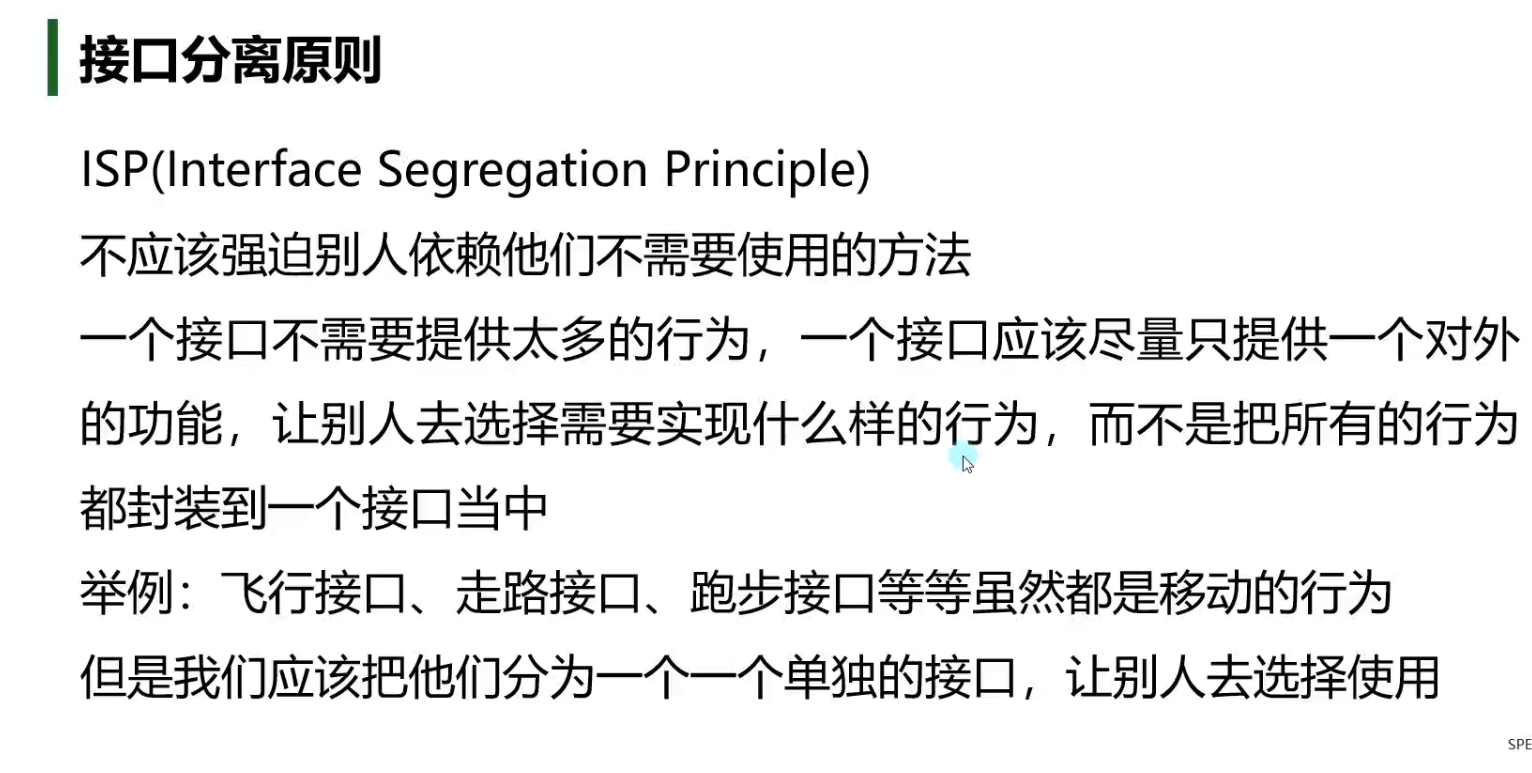 接口分离原则
ISP(Interface Segregation Principle)
不应该强迫别人依赖他们不需要使用的方法
一个接口不需要提供太多的行为，一个接口应该尽量只提供一个对外
的功能，让别人去选择需要实现什么样的行为，而不是把所有的行为
都封装到一个接口当中
举例：飞行接口、走路接口、跑步接口等等虽然都是移动的行为
但是我们应该把他们分为一个一个单独的接口，让别人去选择使用
SPE